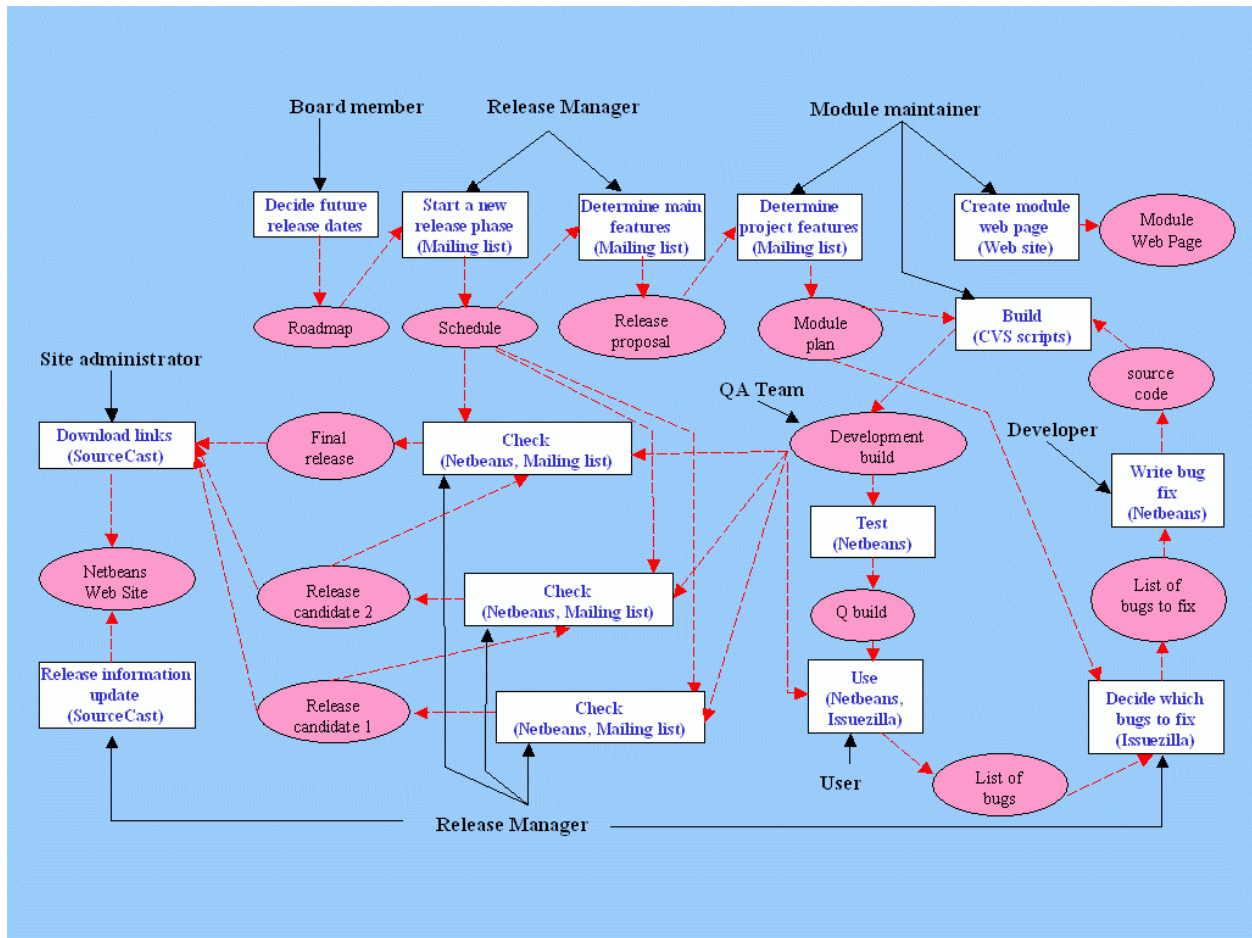 Board member
Release Manager
Module maintainer
Decide future
release dates
Start a new
release phase
(Mailing list)
Determine main
features
(Mailing list)
Determine
project features
(Mailing list)
Create module
web page
(Web site)
Module
Web Page
Roadmap
Schedule
Release
proposal
Module
plan
Build
(CVS scripts)
Site administrator
source
code
QA Team
Download links
(SourceCast)
Final
release
Check
(Netbeans, Mailing list)
Development
build
Developer
Write bug
fix
(Netbeans)
Test
(Netbeans)
Netbeans
Web Site
Release
candidate 2
Check
(Netbeans, Mailing list)
Q build
List of
bugs to fix
Release information
update
(SourceCast)
Release
candidate 1
Check
(Netbeans, Mailing list)
Use
(Netbeans,
Issuezilla)
Decide which
bugs to fix
(Issuezilla)
User
List of
bugs
Release Manager